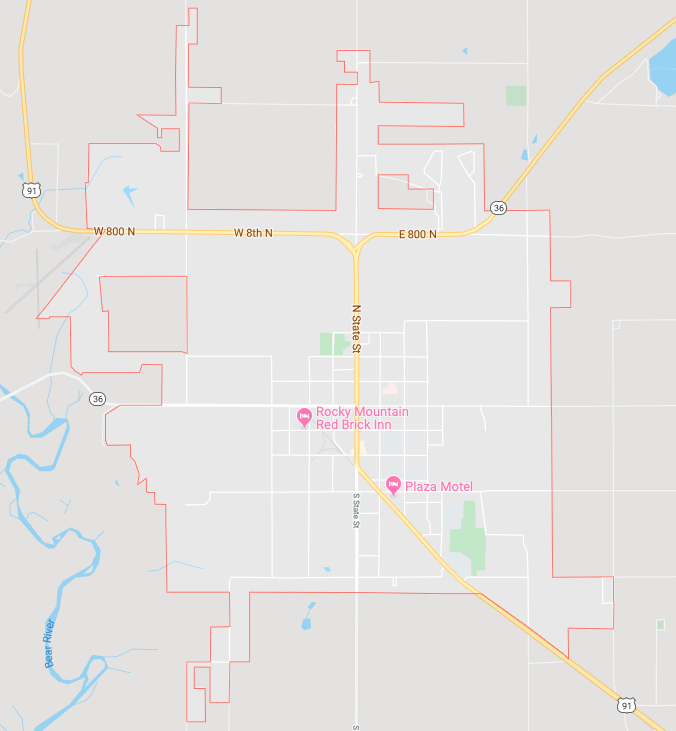 91
36
W 800 N
W 8th N
E 800 N
N State St
36
Rocky Mountain
Red Brick Inn
Plaza Motel
S State St
Bear River
91
S